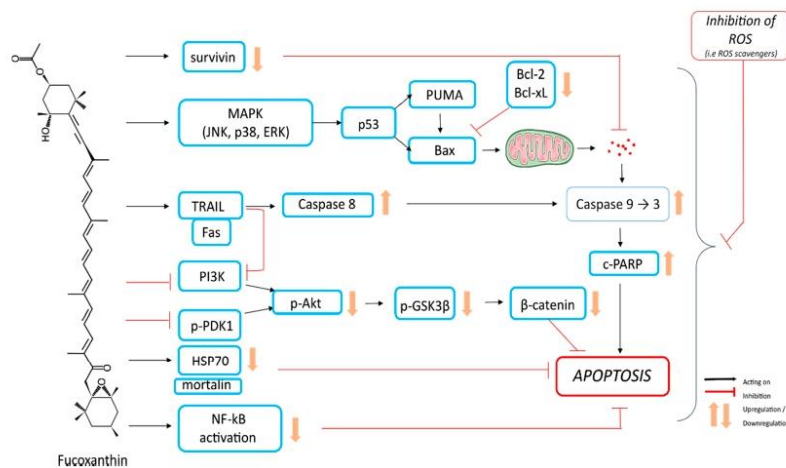 Inhibition of
ROS
(i.e ROS scavengers)
O
O
HO
O
O
Fucoxanthin
survivin
MAPK
(JNK, p38, ERK)
p53
PUMA
Bax
Bcl-2
Bcl-xL
TRAIL
Fas
Caspase 8
Caspase 9 → 3
c-PARP
PI3K
p-PDK1
p-Akt
p-GSK3β
β-catenin
HSP70
mortalin
NF-kB
activation
APOPTOSIS
Acting on
Inhibition
Upregulation /
Downregulation